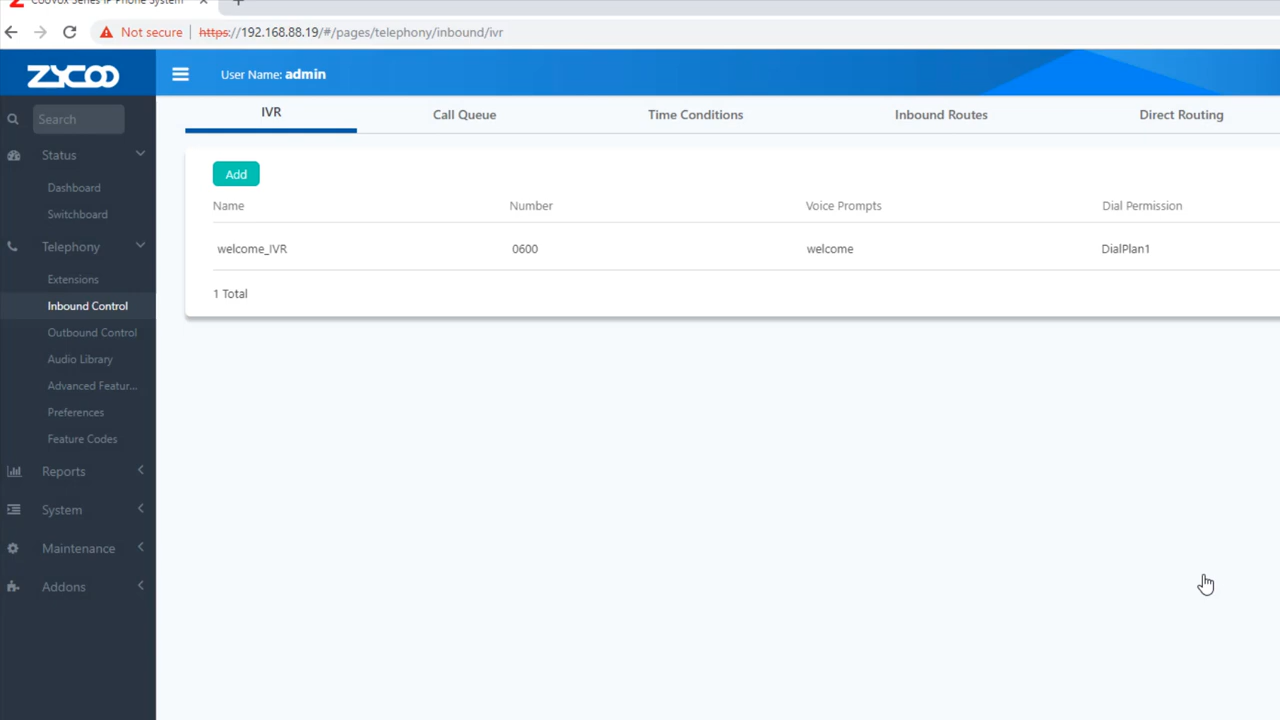 CooVox Series IP Phone System
Not secure https://192.168.88.19/#/pages/telephony/inbound/ivr
ZYCOO
User Name: admin
Search
Status
Dashboard
Switchboard
Telephony
Extensions
Inbound Control
Outbound Control
Audio Library
Advanced Featur...
Preferences
Feature Codes
Reports
System
Maintenance
Addons
IVR Call Queue Time Conditions Inbound Routes Direct Routing
Add
Name Number Voice Prompts Dial Permission
welcome_IVR 0600 welcome DialPlan1
1 Total